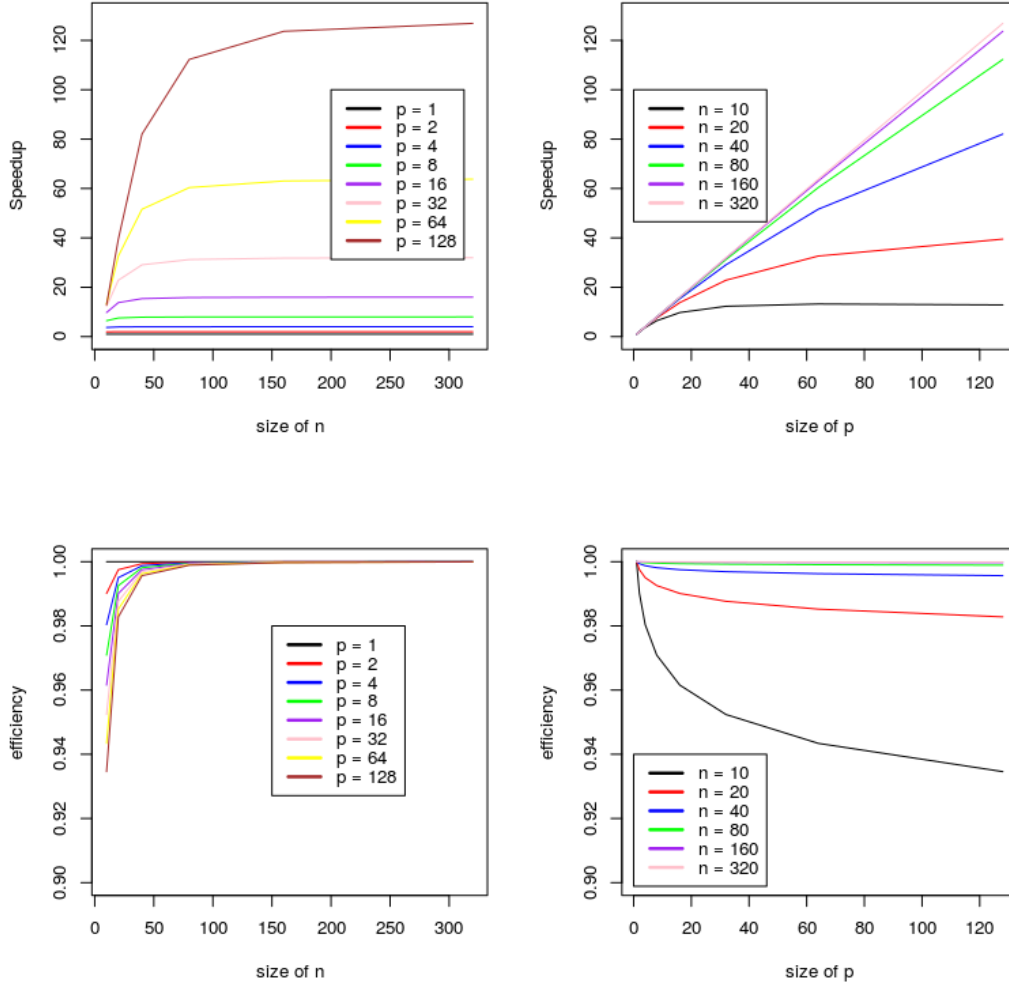 Speedup
0
20
40
60
80
100
120
p = 1
p = 2
p = 4
p = 8
p = 16
p = 32
p = 64
p = 128
0 50 100 150 200 250 300
size of n
Speedup
0
20
40
60
80
100
120
n = 10
n = 20
n = 40
n = 80
n = 160
n = 320
0 20 40 60 80 100 120
size of p
efficiency
0.90
0.92
0.94
0.96
0.98
1.00
p = 1
p = 2
p = 4
p = 8
p = 16
p = 32
p = 64
p = 128
0 50 100 150 200 250 300
size of n
efficiency
0.90
0.92
0.94
0.96
0.98
1.00
n = 10
n = 20
n = 40
n = 80
n = 160
n = 320
0 20 40 60 80 100 120
size of p